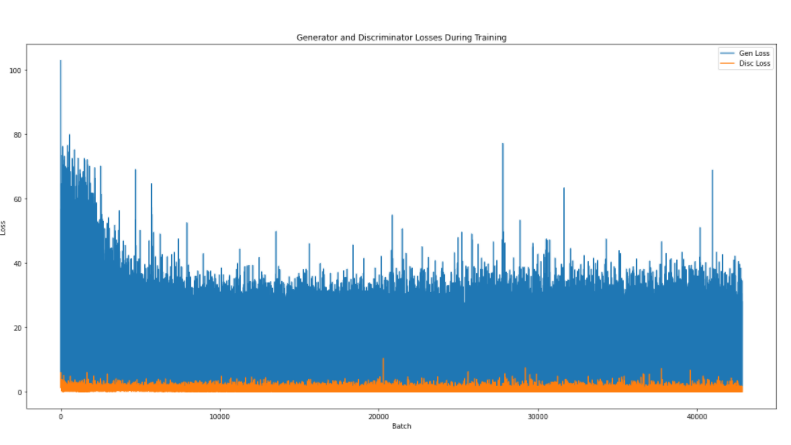 Generator and Discriminator Losses During Training
Gen Loss
Disc Loss
100
80
60
40
20
0
Loss
0 10000 20000 30000 40000
Batch